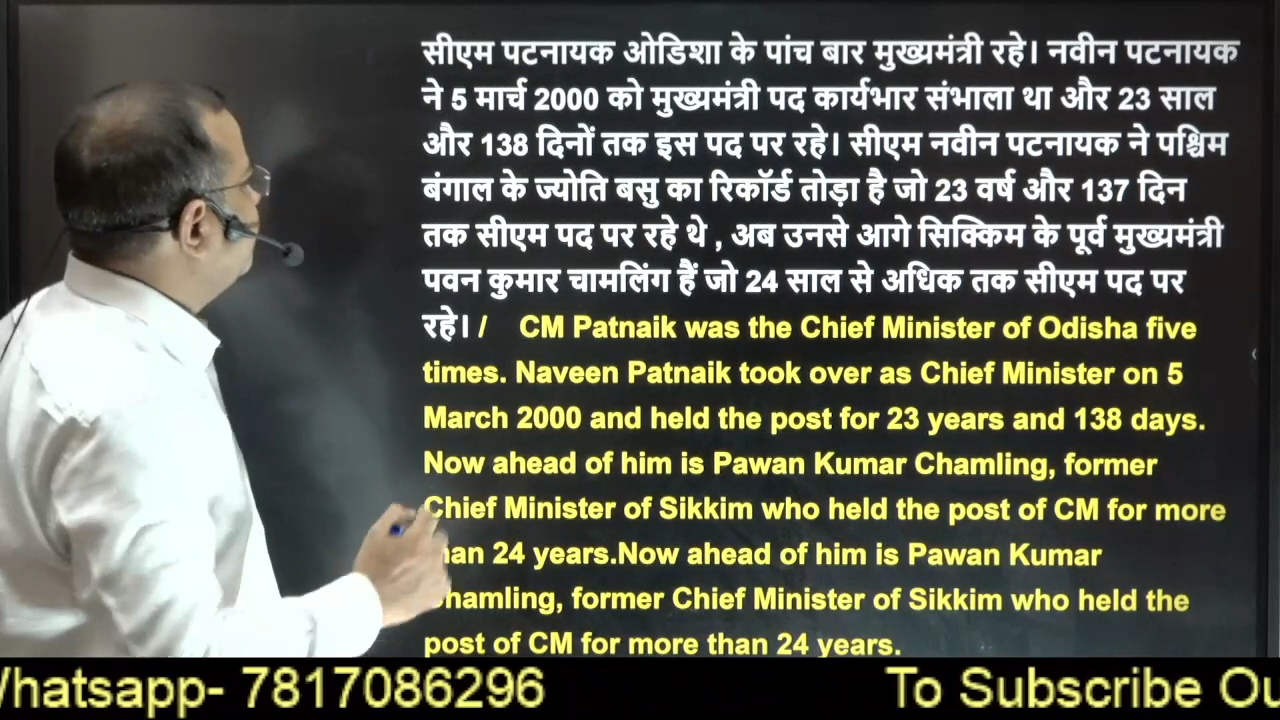 सीएम पटनायक ओडिशा के पांच बार मुख्यमंत्री रहे। नवीन पटनायक
ने 5 मार्च 2000 को मुख्यमंत्री पद कार्यभार संभाला था और 23 साल
और 138 दिनों तक इस पद पर रहे। सीएम नवीन पटनायक ने पश्चिम
बंगाल के ज्योति बसु का रिकॉर्ड तोड़ा है जो 23 वर्ष और 137 दिन
तक सीएम पद पर रहे थे , अब उनसे आगे सिक्किम के पूर्व मुख्यमंत्री
पवन कुमार चामलिंग हैं जो 24 साल से अधिक तक सीएम पद पर
रहे। / CM Patnaik was the Chief Minister of Odisha five
times. Naveen Patnaik took over as Chief Minister on 5
March 2000 and held the post for 23 years and 138 days.
Now ahead of him is Pawan Kumar Chamling, former
Chief Minister of Sikkim who held the post of CM for more
han 24 years.Now ahead of him is Pawan Kumar
hamling, former Chief Minister of Sikkim who held the
post of CM for more than 24 years.
Whatsapp- 7817086296 To Subscribe Ou